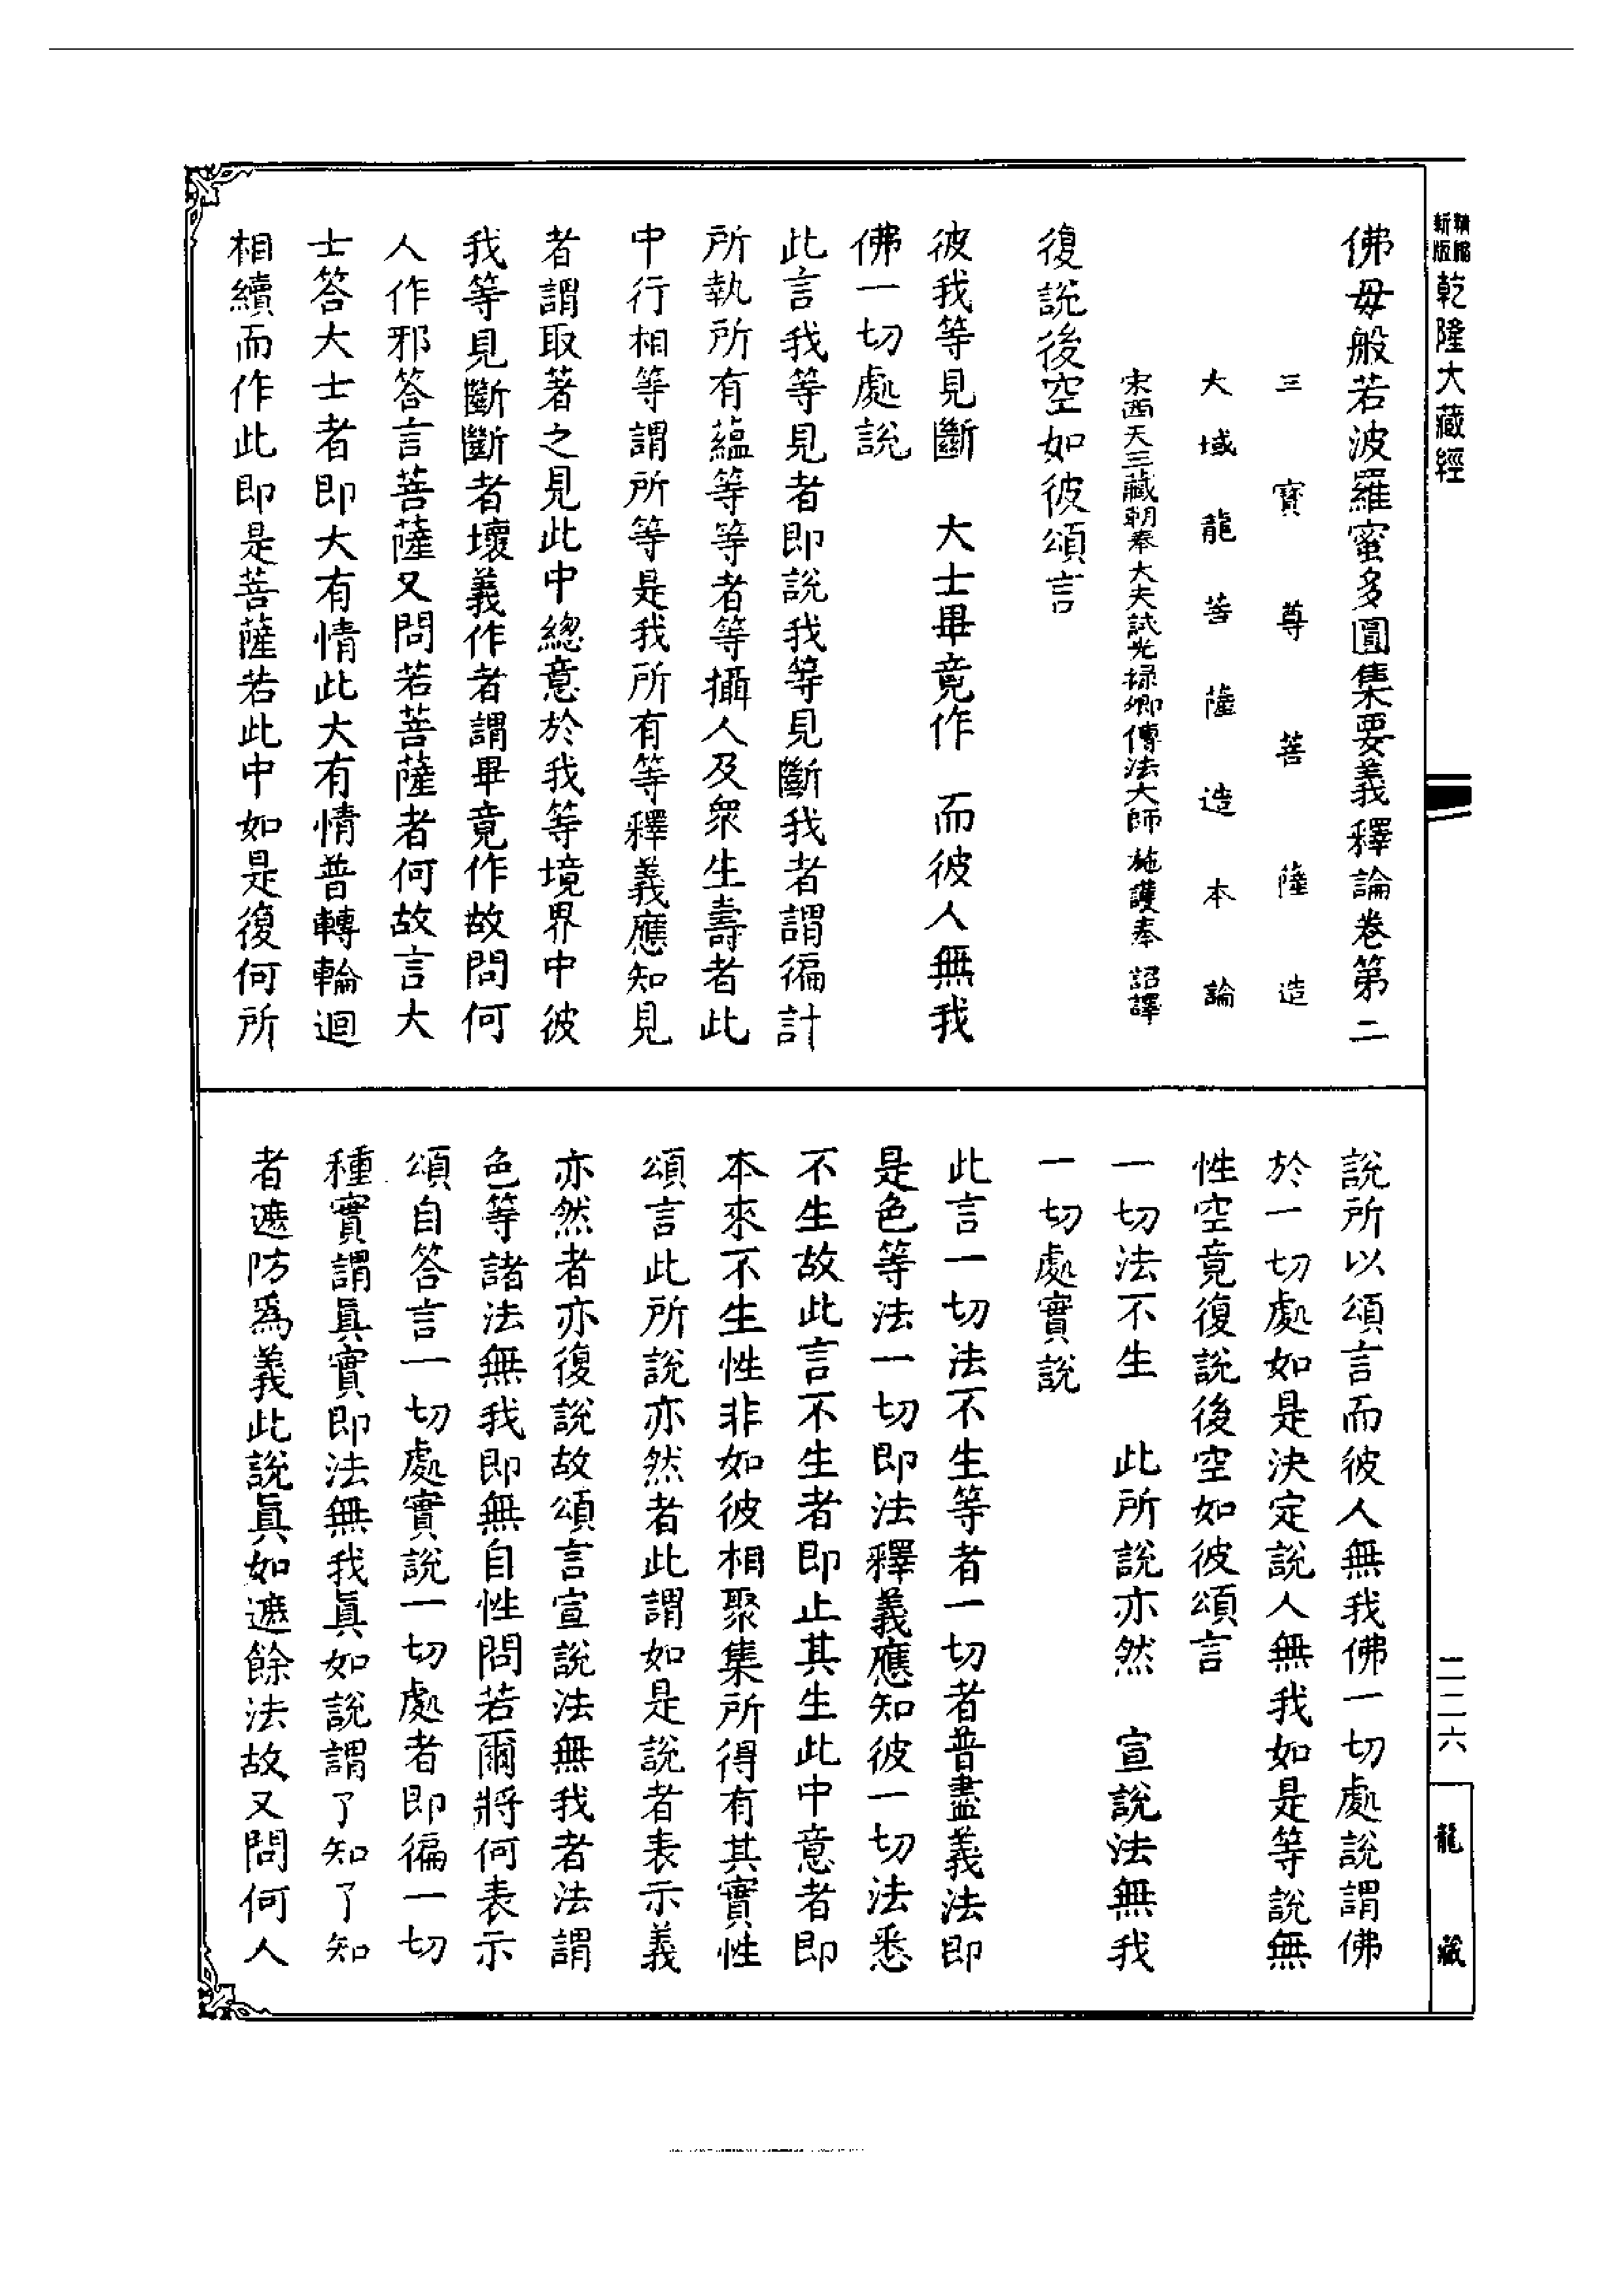 新版
精縮
乾隆大藏經
佛母般若波羅蜜多圓集要義釋論卷第二
三寶尊菩薩造
大域龍菩薩造本論
宋西天三藏朝奉大夫試光祿卿傳法大師施護奉 詔譯
復說後空如彼頌言
彼我等見斷 大士畢竟作 而彼人無我
佛一切處說
此言我等見者即說我等見斷我者謂徧計
所執所有蘊等等者等攝人及衆生壽者此
中行相等謂所等是我所有等釋義應知見
者謂取著之見此中總意於我等境界中彼
我等見斷斷者壞義作者謂畢竟作故問何
人作邪答言菩薩又問若菩薩者何故言大
士答大士者即大有情此大有情普轉輪迴
相續而作此即是菩薩若此中如是復何所
說所以頌言而彼人無我佛一切處說謂佛
於一切處如是決定說人無我如是等說無
性空竟復說後空如彼頌言
一切法不生 此所說亦然 宣說法無我
一切處實說
此言一切法不生等者一切者普盡義法即
是色等法一切即法釋義應知彼一切法悉
不生故此言不生者即止其生此中意者即
本來不生性非如彼相聚集所得有其實性
頌言此所說亦然者此謂如是說者表示義
亦然者亦復說故頌言宣說法無我者法謂
色等諸法無我即無自性問若爾將何表示
頌自答言一切處實說一切處者即徧一切
種實謂眞實即法無我眞如說謂了知了知
者遮防爲義此說眞如遮餘法故又問何人
二二六
龍藏